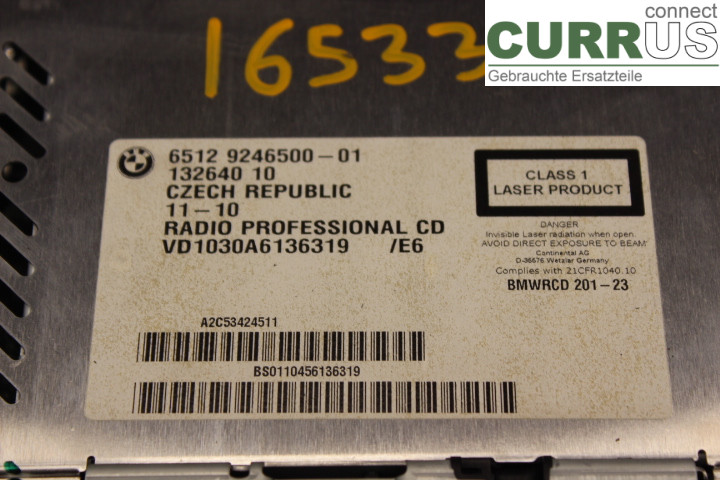 16533
connect
CURRUS
Gebrauchte Ersatzteile
6512 9246500-01
132640 10
CZECH REPUBLIC
11-10
RADIO PROFESSIONAL CD
VD1030A6136319 /E6
CLASS 1
LASER PRODUCT
DANGER
Invisible Laser radiation when open.
AVOID DIRECT EXPOSURE TO BEAM
Continental AG
D-35576 Wetzlar Germany
Complies with 21CFR1040.10
BMWRCD 201-23
A2C53424511
BS0110456136319